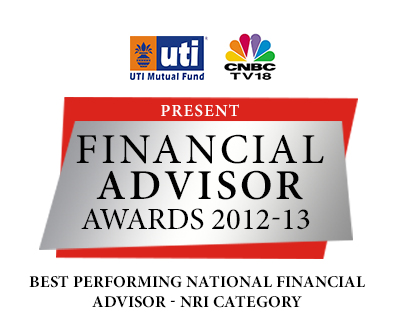 uti
UTI Mutual Fund
CNBC
TV18
PRESENT
FINANCIAL
ADVISOR
AWARDS 2012-13
BEST PERFORMING NATIONAL FINANCIAL
ADVISOR - NRI CATEGORY